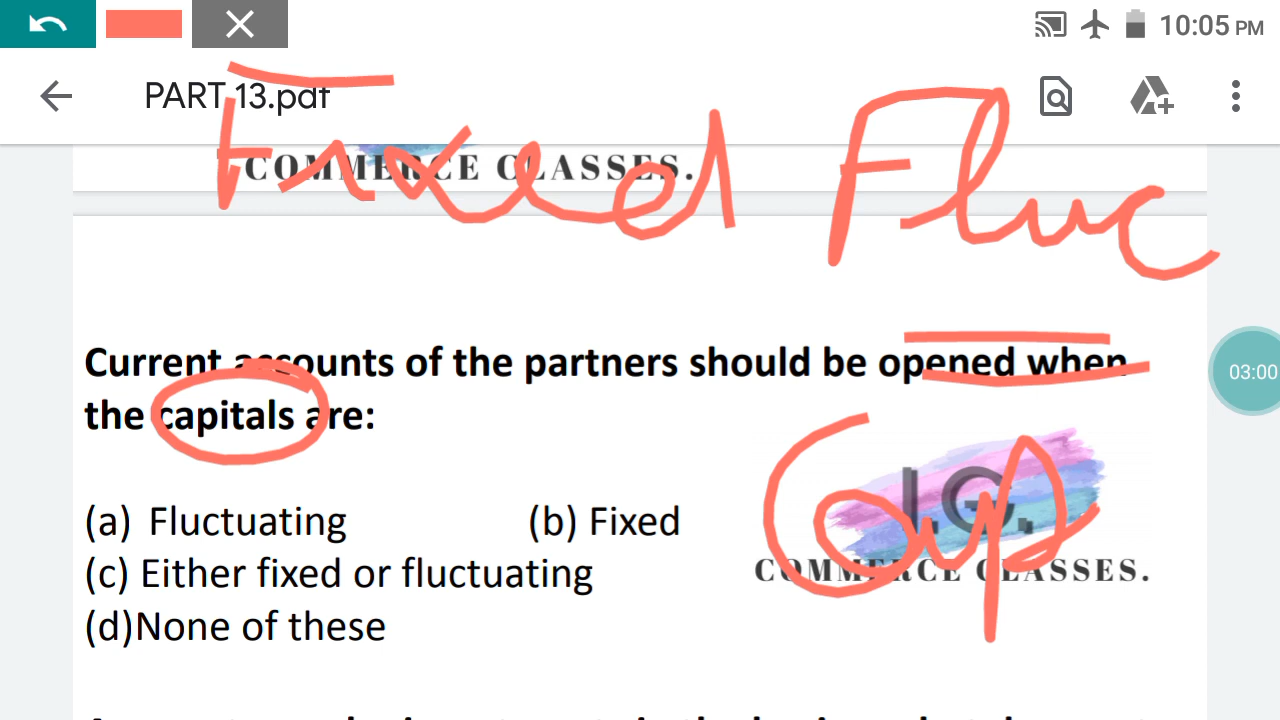 10:05 PM
PART 13.pdf
Fixed Fluc
COMMERCE CLASSES.
Current accounts of the partners should be opened when
the capitals are:
03:00
Cap
I.G.
(a) Fluctuating (b) Fixed
(c) Either fixed or fluctuating
COMMERCE CLASSES.
(d)None of these